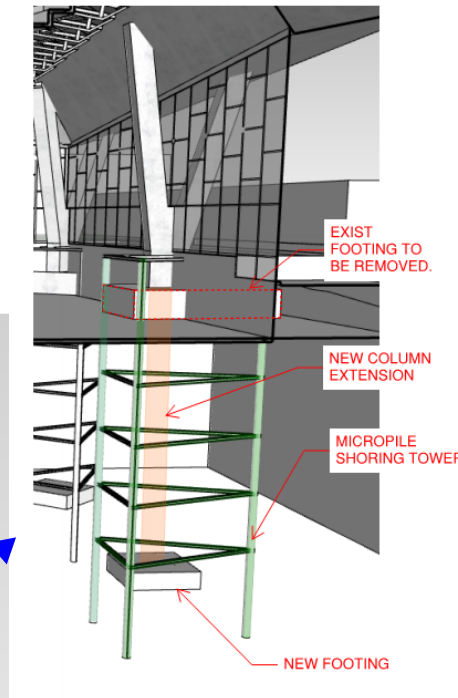 EXIST
FOOTING TO
BE REMOVED.
NEW COLUMN
EXTENSION
MICROPILE
SHORING TOWER
NEW FOOTING